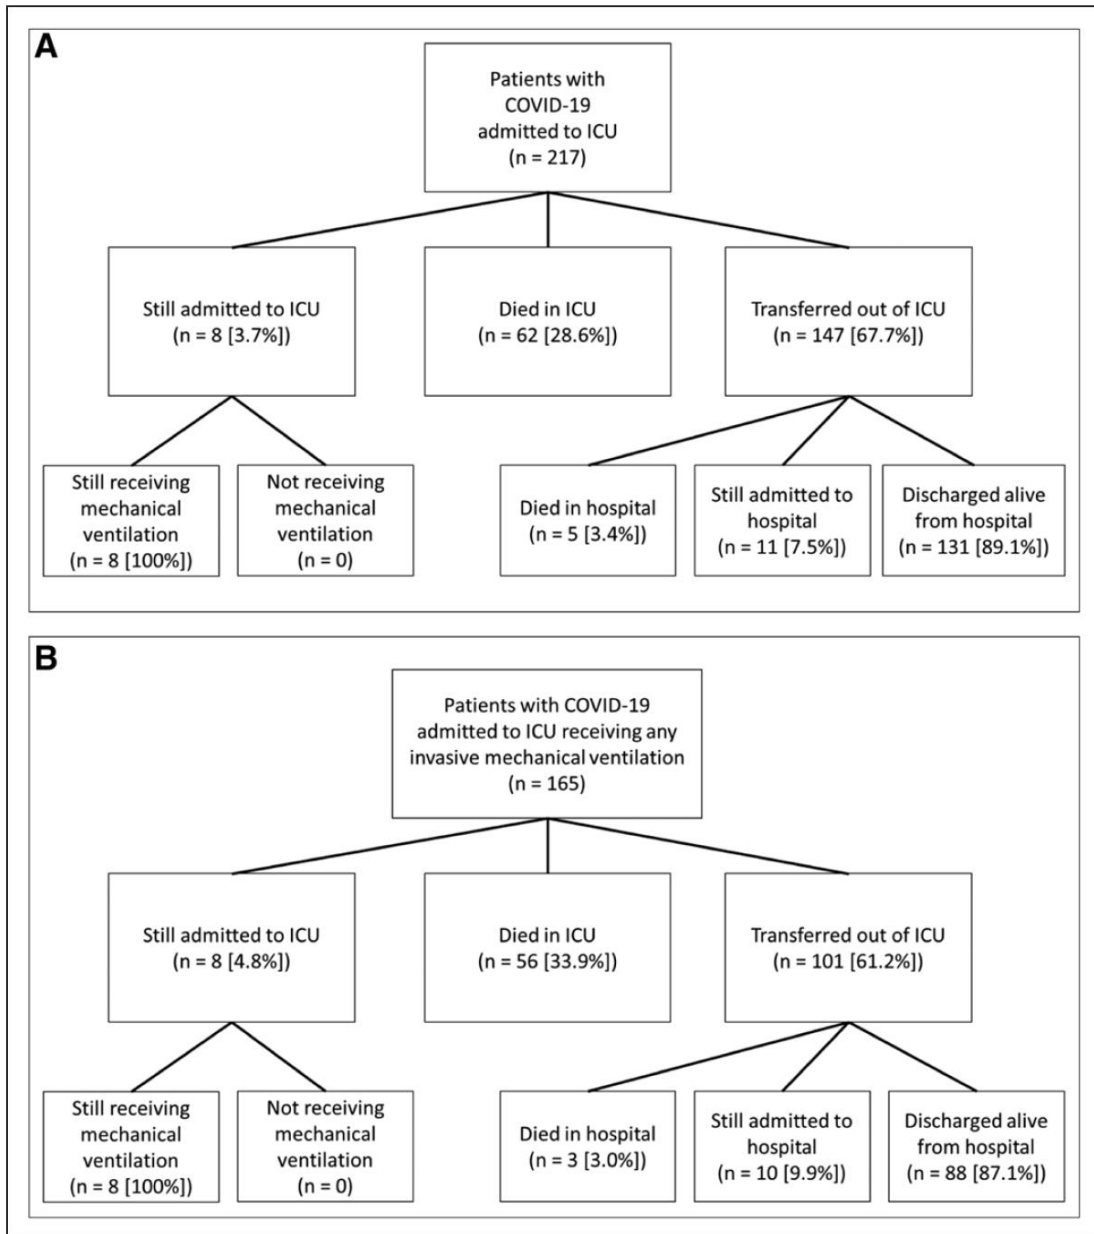 A
Patients with
COVID-19
admitted to ICU
(n = 217)
Still admitted to ICU
(n = 8 [3.7%])
Died in ICU
(n = 62 [28.6%])
Transferred out of ICU
(n = 147 [67.7%])
Still receiving
mechanical
ventilation
(n = 8 [100%])
Not receiving
mechanical
ventilation
(n = 0)
Died in hospital
(n = 5 [3.4%])
Still admitted to
hospital
(n = 11 [7.5%])
Discharged alive
from hospital
(n = 131 [89.1%])
B
Patients with COVID-19
admitted to ICU receiving any
invasive mechanical ventilation
(n = 165)
Still admitted to ICU
(n = 8 [4.8%])
Died in ICU
(n = 56 [33.9%])
Transferred out of ICU
(n = 101 [61.2%])
Still receiving
mechanical
ventilation
(n = 8 [100%])
Not receiving
mechanical
ventilation
(n = 0)
Died in hospital
(n = 3 [3.0%])
Still admitted to
hospital
(n = 10 [9.9%])
Discharged alive
from hospital
(n = 88 [87.1%])